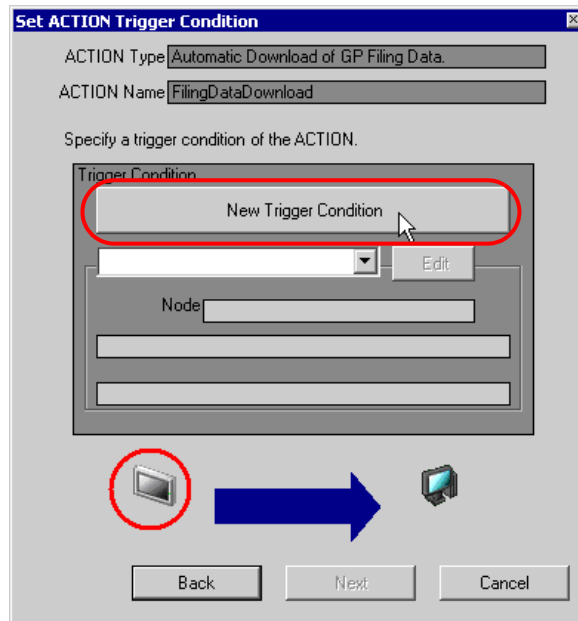 Set ACTION Trigger Condition
ACTION Type Automatic Download of GP Filing Data.
ACTION Name FilingDataDownload
Specify a trigger condition of the ACTION.
Trigger Condition
New Trigger Condition
Edit
Node
Back Next Cancel